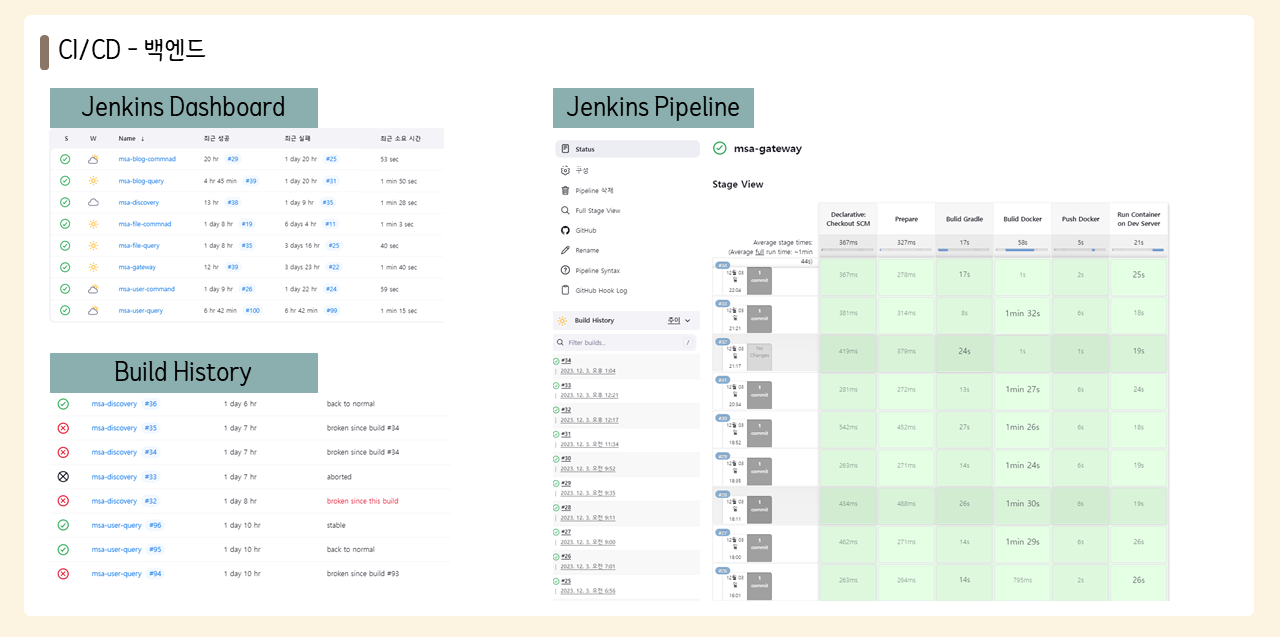 CI/CD - 백엔드
Jenkins Dashboard
S W Name ↓ 최근 성공 최근 실패 최근 소요 시간
msa-blog-commnad 20 hr #29 1 day 20 hr #25 53 sec
msa-blog-query 4 hr 45 min #39 1 day 20 hr #31 1 min 50 sec
msa-discovery 13 hr #38 1 day 9 hr #35 1 min 28 sec
msa-file-commnad 1 day 8 hr #19 6 days 4 hr #11 1 min 3 sec
msa-file-query 1 day 8 hr #35 3 days 16 hr #25 40 sec
msa-gateway 12 hr #39 3 days 23 hr #22 1 min 40 sec
msa-user-command 1 day 9 hr #26 1 day 22 hr #24 59 sec
msa-user-query 6 hr 42 min #100 6 hr 42 min #99 1 min 15 sec
Build History
msa-discovery #36 1 day 6 hr back to normal
msa-discovery #35 1 day 7 hr broken since build #34
msa-discovery #34 1 day 7 hr broken since build #34
msa-discovery #33 1 day 7 hr aborted
msa-discovery #32 1 day 8 hr broken since this build
msa-user-query #96 1 day 10 hr stable
msa-user-query #95 1 day 10 hr back to normal
msa-user-query #94 1 day 10 hr broken since build #93
Jenkins Pipeline
Status
구성
Pipeline 삭제
Full Stage View
GitHub
Rename
Pipeline Syntax
GitHub Hook Log
Build History 추이
Filter builds... /
#34
2023. 12. 3. 오후 1:04
#33
2023. 12. 3. 오후 12:21
#32
2023. 12. 3. 오후 12:17
#31
2023. 12. 3. 오전 11:34
#30
2023. 12. 3. 오전 9:52
#29
2023. 12. 3. 오전 9:35
#28
2023. 12. 3. 오전 9:11
#27
2023. 12. 3. 오전 9:00
#26
2023. 12. 3. 오전 7:01
#25
2023. 12. 3. 오전 6:56
msa-gateway
Stage View
Declarative: Checkout SCM Prepare Bulid Gradle Bulid Docker Push Docker Run Container on Dev Server
Average stage times: 367ms 327ms 17s 58s 5s 21s
(Average full run time: ~1min 44s)
12월 03일 22:04 1 commit 367ms 278ms 17s 1s 2s 25s
12월 03일 21:21 1 commit 381ms 314ms 8s 1min 32s 6s 18s
12월 03일 21:17 No Changes 419ms 379ms 24s 1s 1s 19s
12월 03일 20:34 1 commit 281ms 272ms 13s 1min 27s 6s 24s
12월 03일 18:52 1 commit 542ms 452ms 27s 1min 26s 6s 18s
12월 03일 18:35 1 commit 263ms 271ms 14s 1min 24s 6s 19s
12월 03일 18:11 1 commit 434ms 488ms 26s 1min 30s 6s 19s
12월 03일 18:00 1 commit 462ms 271ms 14s 1min 29s 6s 26s
12월 03일 16:01 1 commit 263ms 264ms 14s 795ms 2s 26s